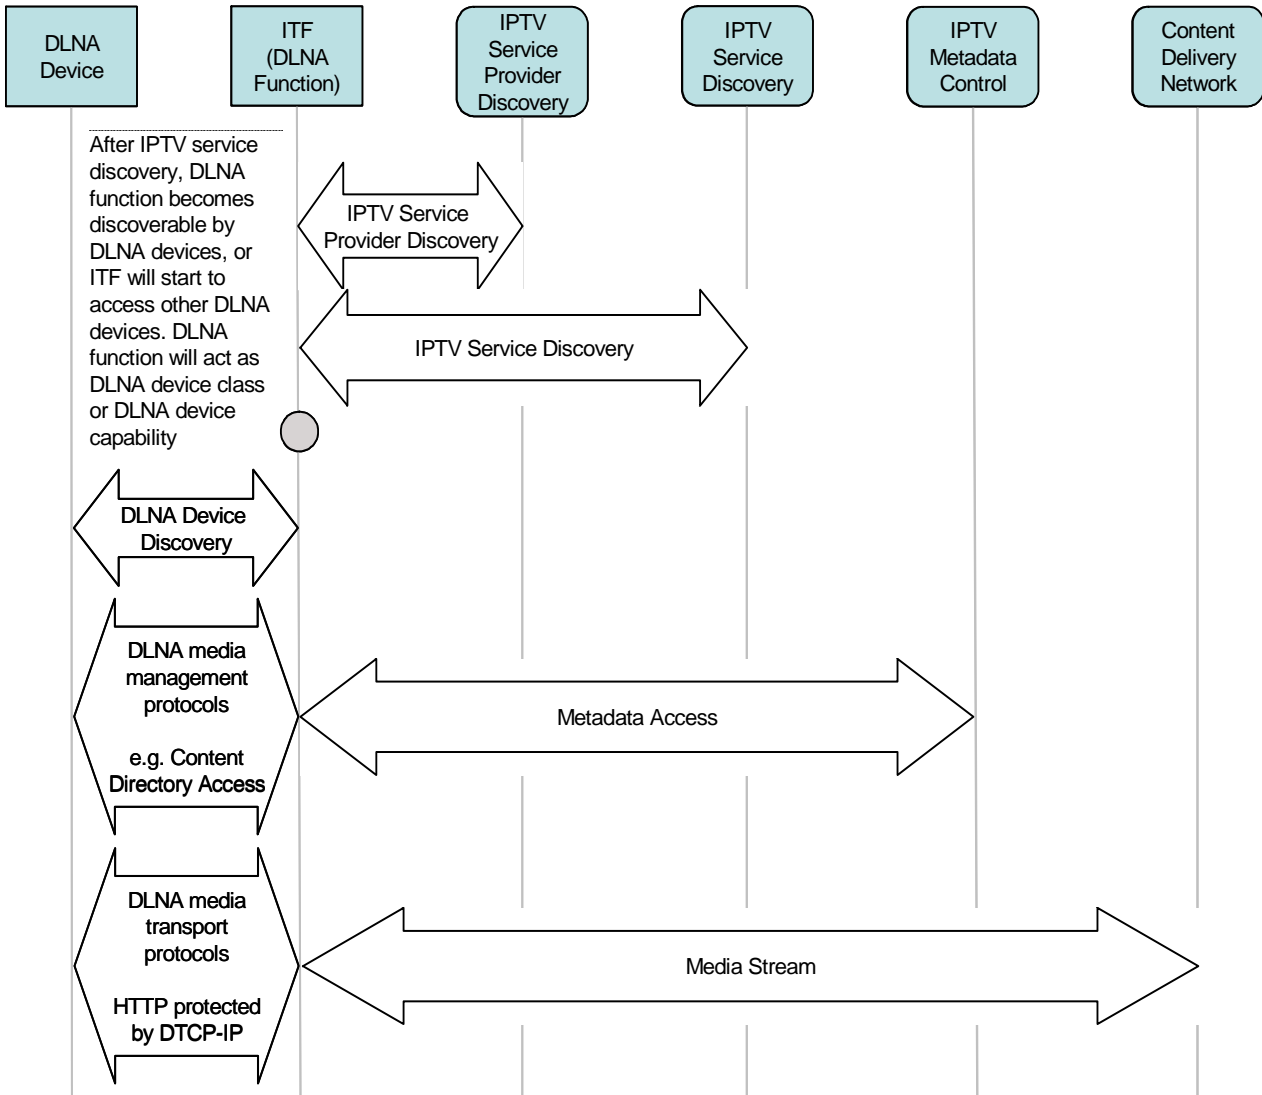 DLNA
Device
ITF
(DLNA
Function)
IPTV
Service
Provider
Discovery
IPTV
Service
Discovery
IPTV
Metadata
Control
Content
Delivery
Network
After IPTV service
discovery, DLNA
function becomes
discoverable by
DLNA devices, or
ITF will start to
access other DLNA
devices. DLNA
function will act as
DLNA device class
or DLNA device
capability
IPTV Service
Provider Discovery
IPTV Service Discovery
DLNA Device
Discovery
DLNA media
management
protocols
e.g. Content
Directory Access
Metadata Access
DLNA media
transport
protocols
HTTP protected
by DTCP-IP
Media Stream